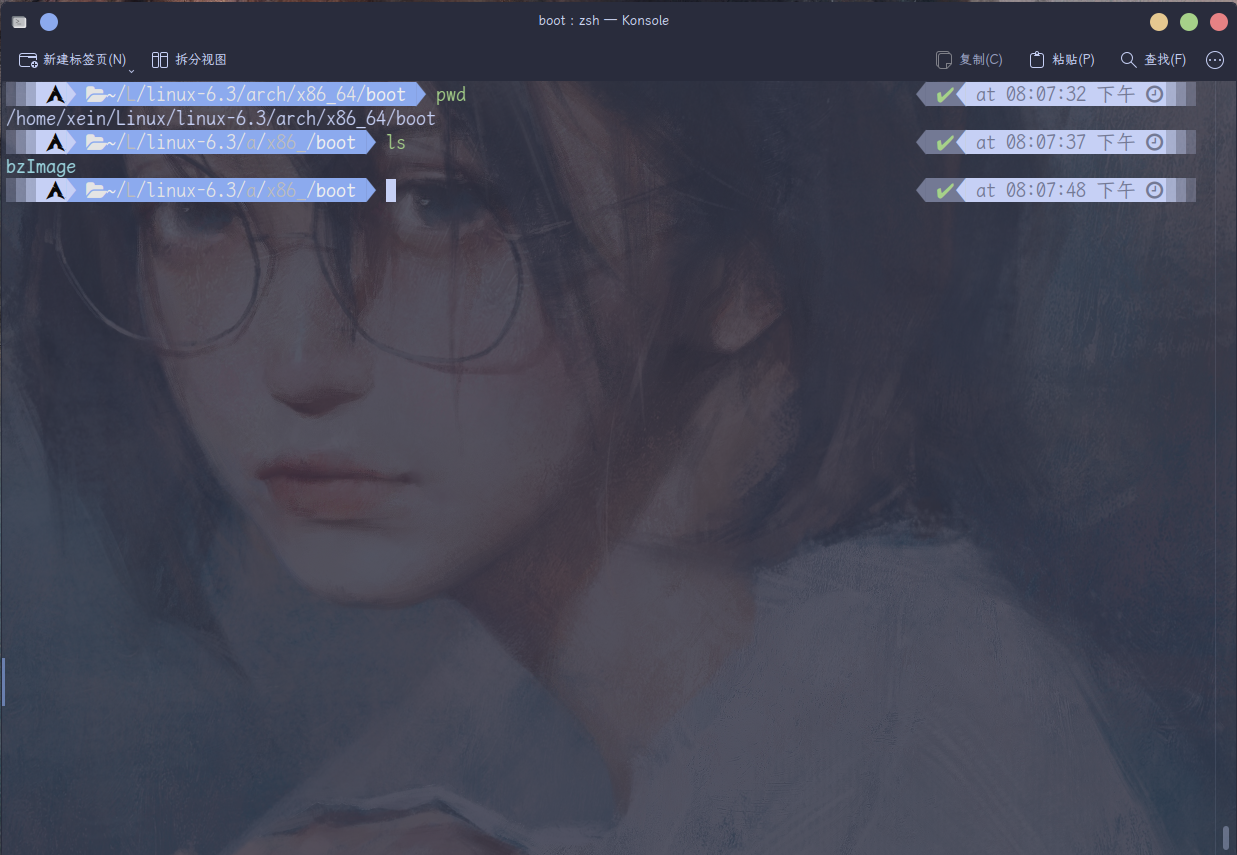 boot : zsh — Konsole
新建标签页(N) 拆分视图 复制(C) 粘贴(P) 查找(F)
~/L/linux-6.3/arch/x86_64/boot pwd ✔ at 08:07:32 下午
/home/xein/Linux/linux-6.3/arch/x86_64/boot
~/L/linux-6.3/a/x86_/boot ls ✔ at 08:07:37 下午
bzImage
~/L/linux-6.3/a/x86_/boot ✔ at 08:07:48 下午